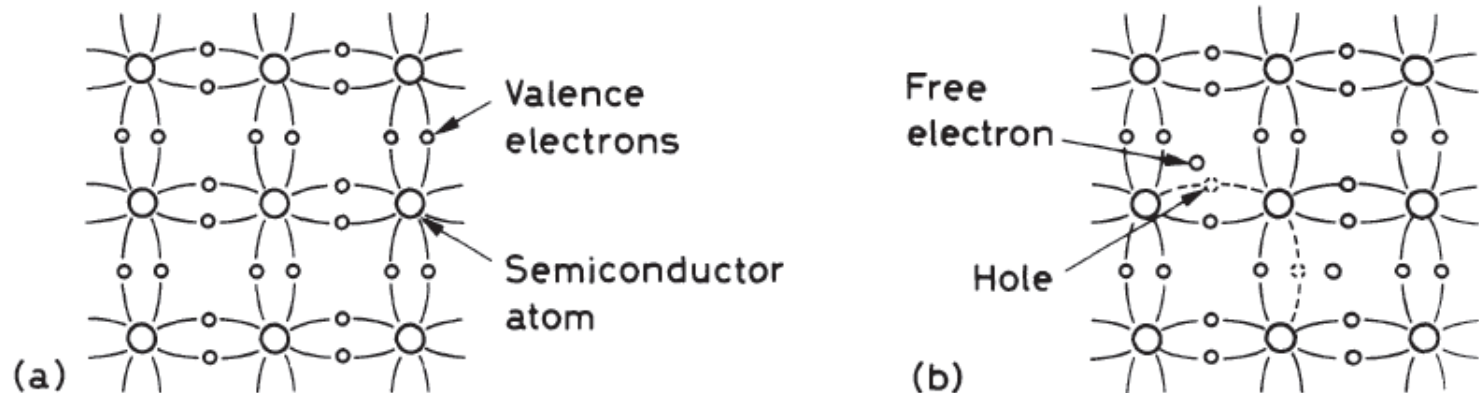 Valence
electrons
Semiconductor
atom
(a)
Free
electron
Hole
(b)